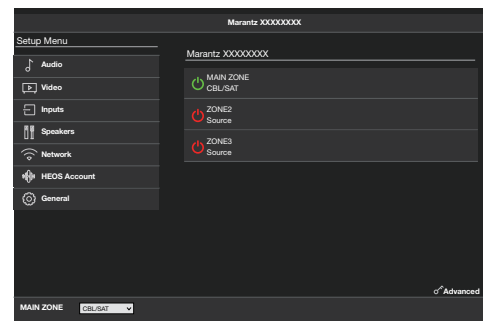 Marantz XXXXXXXX
Setup Menu
Audio
Video
Inputs
Speakers
Network
HEOS Account
General
Marantz XXXXXXXX
MAIN ZONE
CBL/SAT
ZONE2
Source
ZONE3
Source
Advanced
MAIN ZONE CBL/SAT